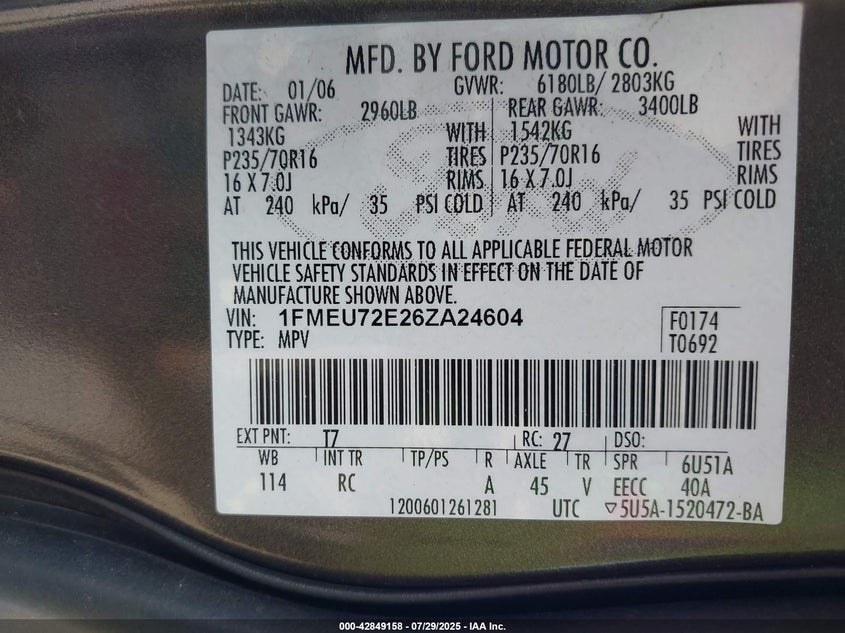 MFD. BY FORD MOTOR CO.
DATE: 01/06 GVWR: 6180LB/ 2803KG
FRONT GAWR: 2960LB REAR GAWR: 3400LB
1343KG WITH 1542KG WITH
P235/70R16 TIRES P235/70R16 TIRES
16 X 7.0J RIMS 16 X 7.0J RIMS
AT 240 kPa/ 35 PSI COLD AT 240 kPa/ 35 PSI COLD
THIS VEHICLE CONFORMS TO ALL APPLICABLE FEDERAL MOTOR
VEHICLE SAFETY STANDARDS IN EFFECT ON THE DATE OF
MANUFACTURE SHOWN ABOVE.
VIN: 1FMEU72E26ZA24604 F0174
TYPE: MPV T0692
EXT PNT: T7 RC: 27 DSO:
WB INT TR TP/PS R AXLE TR SPR 6U51A
114 RC A 45 V EECC 40A
1200601261281 UTC ▽5U5A-1520472-BA
000-42849158 - 07/29/2025 - IAA Inc.